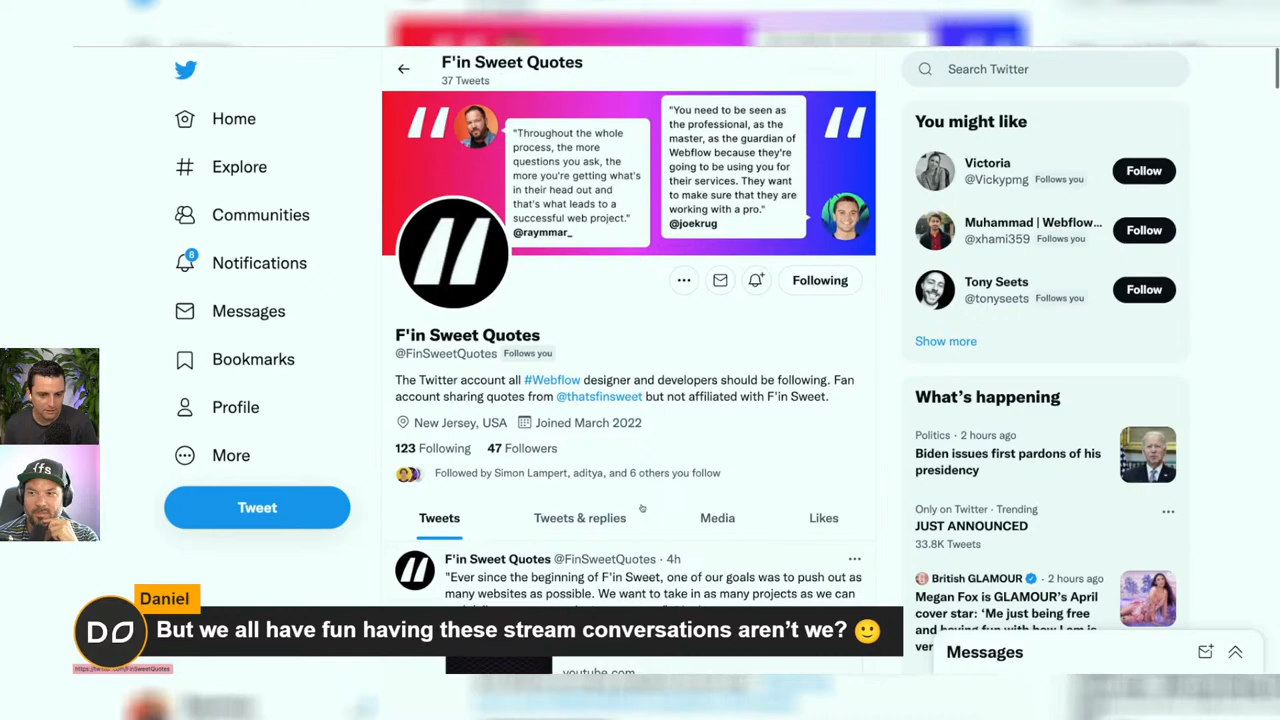 F'in Sweet Quotes
37 Tweets
Home
Explore
Communities
8
Notifications
Messages
Bookmarks
Profile
More
Tweet
"Throughout the whole
process, the more
questions you ask, the
more you're getting what's
in their head out and
that's what leads to a
successful web project."
@raymmar_
"You need to be seen as
the professional, as the
master, as the guardian of
Webflow because they're
going to be using you for
their services. They want
to make sure that they are
working with a pro."
@joekrug
Following
F'in Sweet Quotes
@FinSweetQuotes Follows you
The Twitter account all #Webflow designer and developers should be following. Fan
account sharing quotes from @thatsfinsweet but not affiliated with F'in Sweet.
New Jersey, USA Joined March 2022
123 Following 47 Followers
Followed by Simon Lampert, aditya, and 6 others you follow
Tweets Tweets & replies Media Likes
F'in Sweet Quotes @FinSweetQuotes · 4h
"Ever since the beginning of F'in Sweet, one of our goals was to push out as
many websites as possible. We want to take in as many projects as we can
youtube.com
Search Twitter
You might like
Victoria
@Vickypmg Follows you
Follow
Muhammad | Webflow...
@xhami359 Follows you
Follow
Tony Seets
@tonyseets Follows you
Follow
Show more
What's happening
Politics · 2 hours ago
Biden issues first pardons of his
presidency
Only on Twitter · Trending
JUST ANNOUNCED
33.8K Tweets
British GLAMOUR · 2 hours ago
Megan Fox is GLAMOUR's April
cover star: 'Me just being free
Messages
{fs
Daniel
But we all have fun having these stream conversations aren't we? 🙂
https://twitter.com/FinSweetQuotes